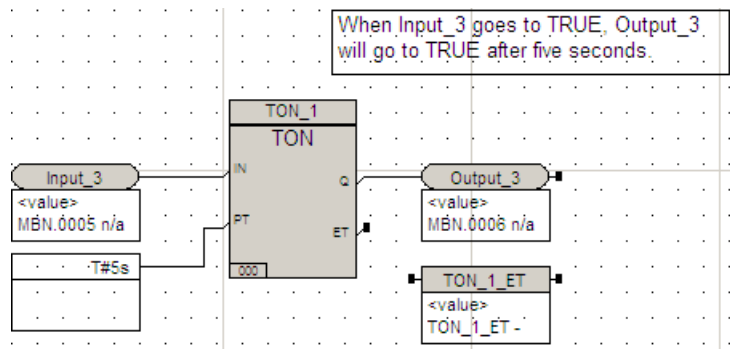 When Input_3 goes to TRUE, Output_3
will go to TRUE after five seconds.
TON_1
TON
Input_3
IN
Q
Output_3
<value>
MBN.0005 n/a
<value>
MBN.0006 n/a
PT
ET
T#5s
000
TON_1_ET
<value>
TON_1_ET -